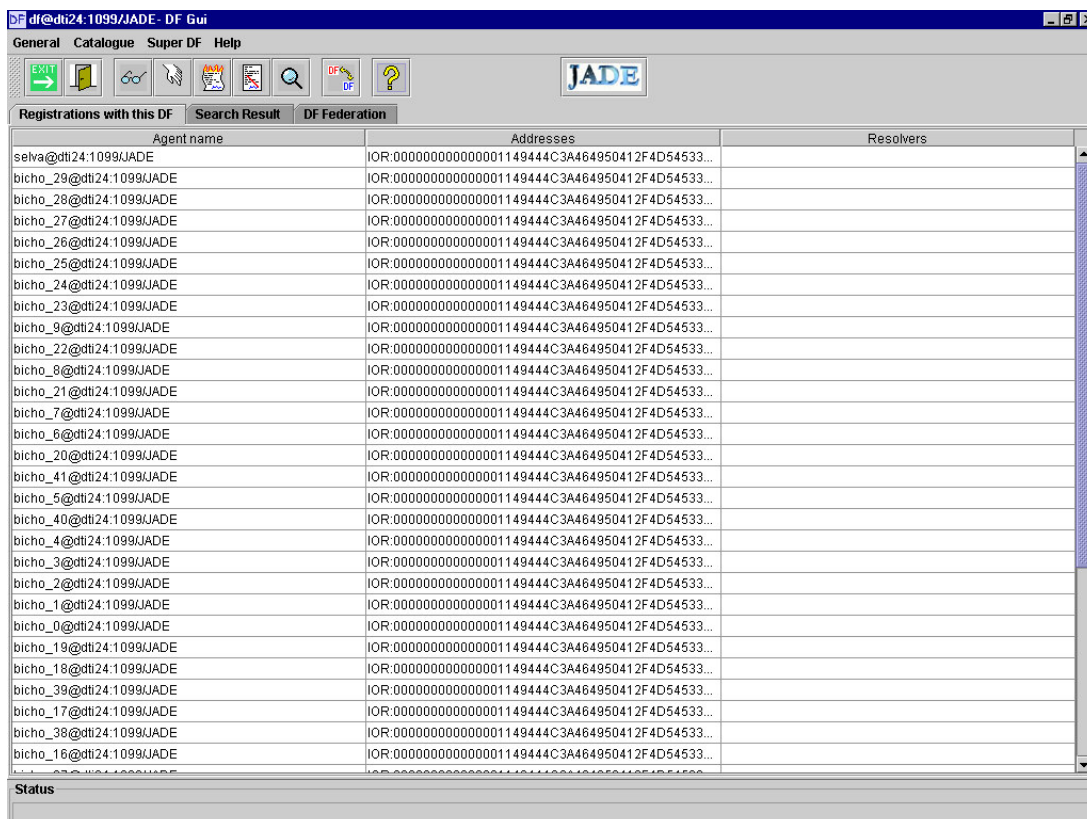 DF df@dti24:1099/JADE- DF Gui
General Catalogue Super DF Help
EXIT DF DF JADE
Registrations with this DF Search Result DF Federation
Agent name Addresses Resolvers
selva@dti24:1099/JADE IOR:000000000000001149444C3A464950412F4D54533...
bicho_29@dti24:1099/JADE IOR:000000000000001149444C3A464950412F4D54533...
bicho_28@dti24:1099/JADE IOR:000000000000001149444C3A464950412F4D54533...
bicho_27@dti24:1099/JADE IOR:000000000000001149444C3A464950412F4D54533...
bicho_26@dti24:1099/JADE IOR:000000000000001149444C3A464950412F4D54533...
bicho_25@dti24:1099/JADE IOR:000000000000001149444C3A464950412F4D54533...
bicho_24@dti24:1099/JADE IOR:000000000000001149444C3A464950412F4D54533...
bicho_23@dti24:1099/JADE IOR:000000000000001149444C3A464950412F4D54533...
bicho_9@dti24:1099/JADE IOR:000000000000001149444C3A464950412F4D54533...
bicho_22@dti24:1099/JADE IOR:000000000000001149444C3A464950412F4D54533...
bicho_8@dti24:1099/JADE IOR:000000000000001149444C3A464950412F4D54533...
bicho_21@dti24:1099/JADE IOR:000000000000001149444C3A464950412F4D54533...
bicho_7@dti24:1099/JADE IOR:000000000000001149444C3A464950412F4D54533...
bicho_6@dti24:1099/JADE IOR:000000000000001149444C3A464950412F4D54533...
bicho_20@dti24:1099/JADE IOR:000000000000001149444C3A464950412F4D54533...
bicho_41@dti24:1099/JADE IOR:000000000000001149444C3A464950412F4D54533...
bicho_5@dti24:1099/JADE IOR:000000000000001149444C3A464950412F4D54533...
bicho_40@dti24:1099/JADE IOR:000000000000001149444C3A464950412F4D54533...
bicho_4@dti24:1099/JADE IOR:000000000000001149444C3A464950412F4D54533...
bicho_3@dti24:1099/JADE IOR:000000000000001149444C3A464950412F4D54533...
bicho_2@dti24:1099/JADE IOR:000000000000001149444C3A464950412F4D54533...
bicho_1@dti24:1099/JADE IOR:000000000000001149444C3A464950412F4D54533...
bicho_0@dti24:1099/JADE IOR:000000000000001149444C3A464950412F4D54533...
bicho_19@dti24:1099/JADE IOR:000000000000001149444C3A464950412F4D54533...
bicho_18@dti24:1099/JADE IOR:000000000000001149444C3A464950412F4D54533...
bicho_39@dti24:1099/JADE IOR:000000000000001149444C3A464950412F4D54533...
bicho_17@dti24:1099/JADE IOR:000000000000001149444C3A464950412F4D54533...
bicho_38@dti24:1099/JADE IOR:000000000000001149444C3A464950412F4D54533...
bicho_16@dti24:1099/JADE IOR:000000000000001149444C3A464950412F4D54533...
Status